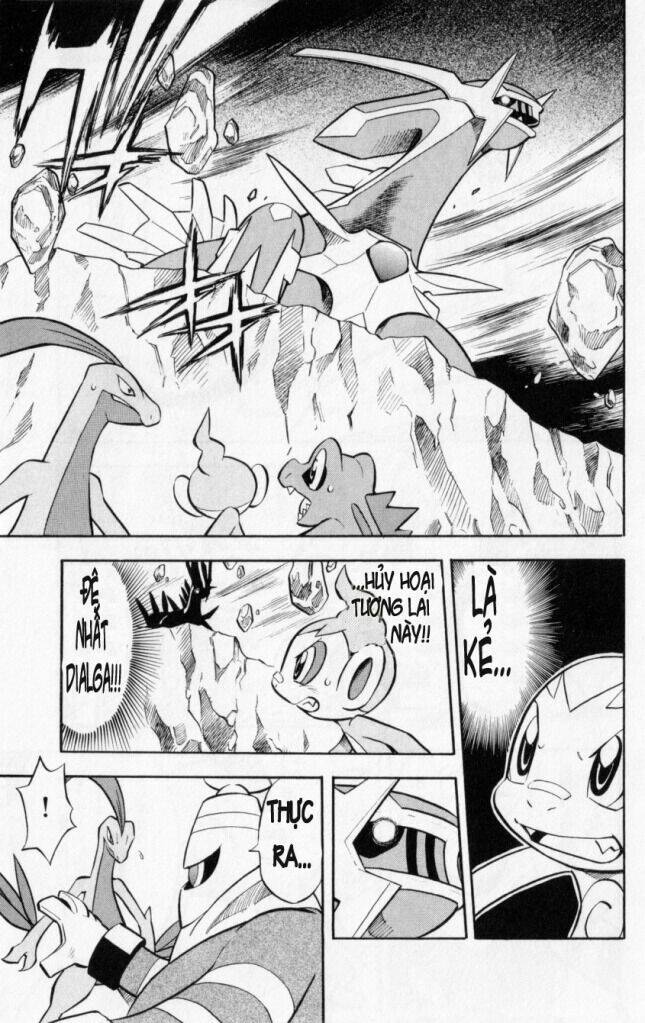 LÀ
KẺ...
...HỦY HOẠI
TƯƠNG LAI
NÀY!!
ĐỆ
NHẤT
DIALGA!!!
THỰC
RA...
!